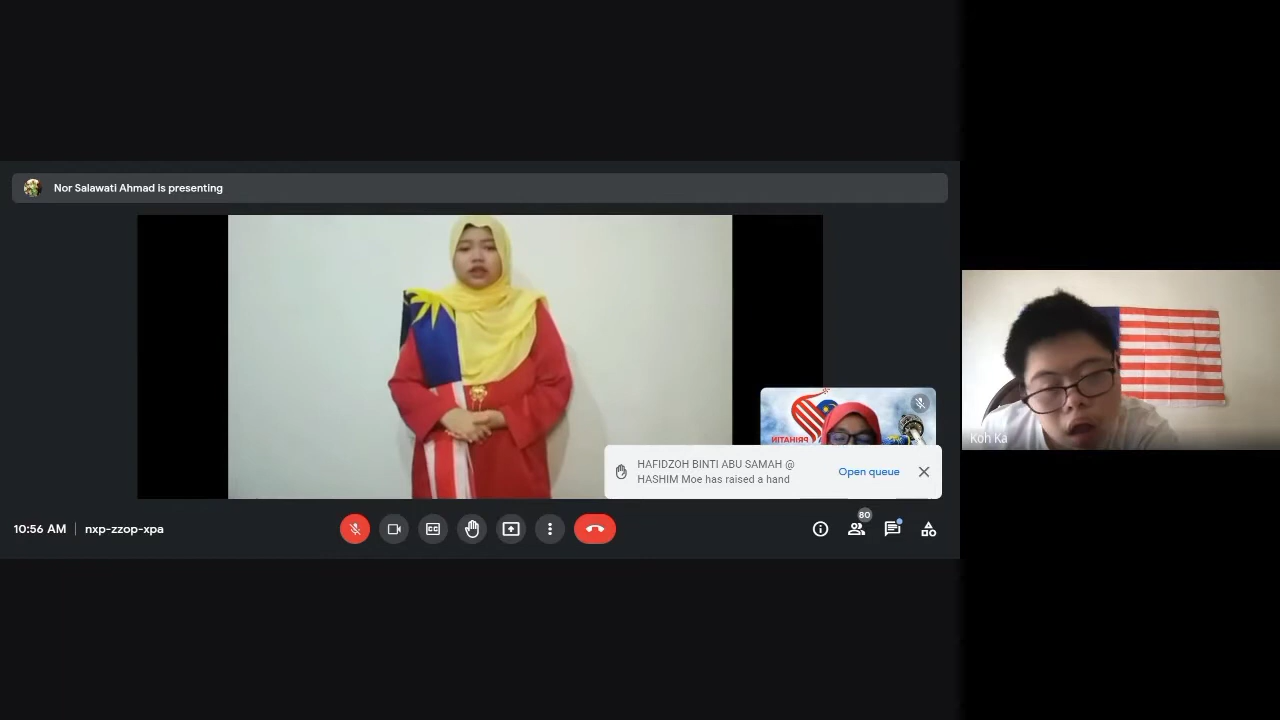 Nor Salawati Ahmad is presenting
PRIHATIN
HAFIDZOH BINTI ABU SAMAH @
HASHIM Moe has raised a hand
Open queue
Koh Ka
10:56 AM
nxp-zzop-xpa
CC
80